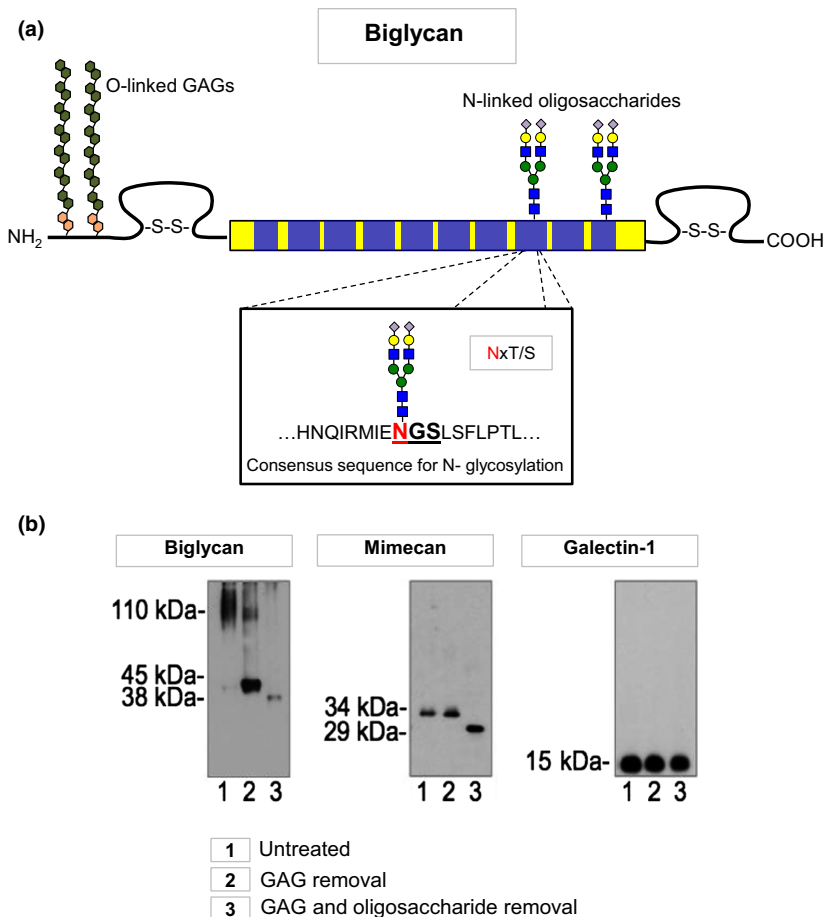 (a)
Biglycan
O-linked GAGs
N-linked oligosaccharides
NH2
-S-S-
-S-S-
COOH
NxT/S
…HNQIRMIENGSLSFLPTL…
Consensus sequence for N- glycosylation
(b)
Biglycan
Mimecan
Galectin-1
110 kDa-
45 kDa-
38 kDa-
1 2 3
34 kDa-
29 kDa-
1 2 3
15 kDa-
1 2 3
1 Untreated
2 GAG removal
3 GAG and oligosaccharide removal